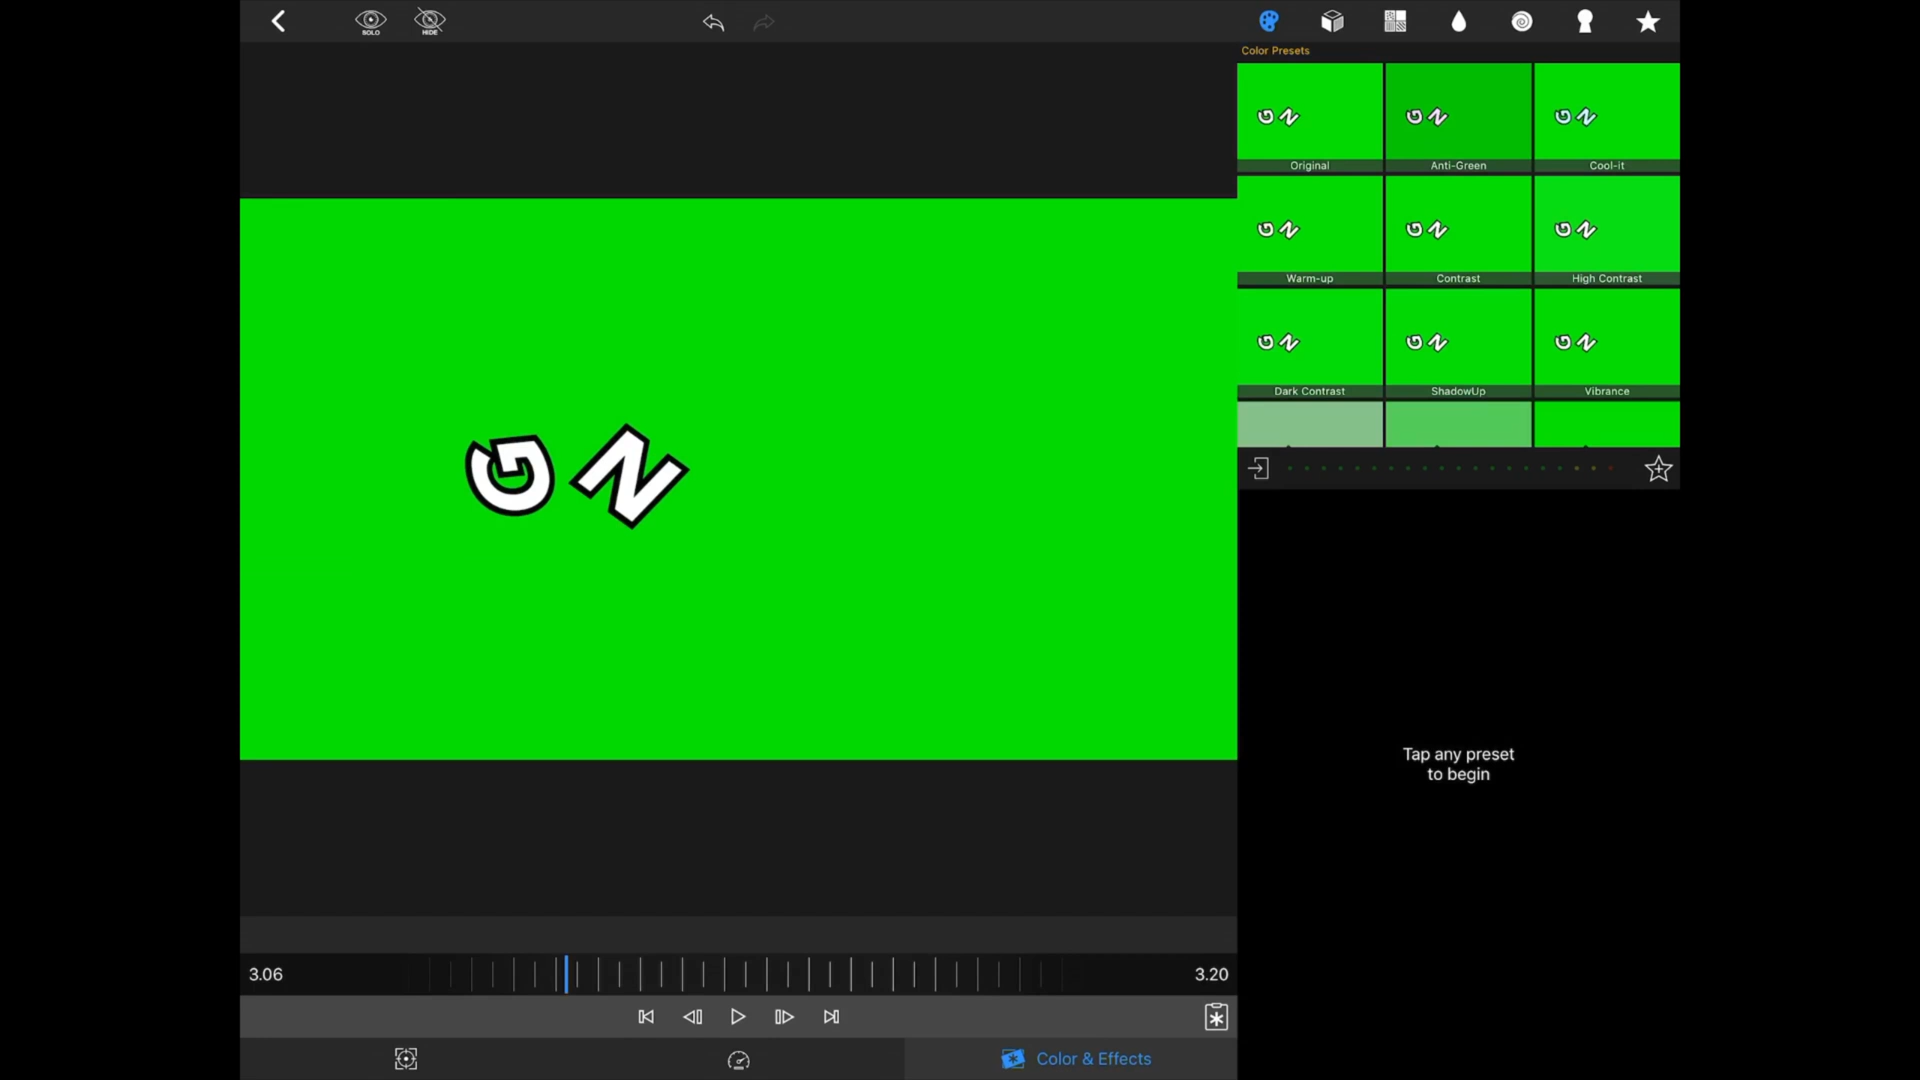 SOLO
HIDE
Color Presets
G N
Original
G N
Anti-Green
G N
Cool-it
G N
Warm-up
G N
Contrast
G N
High Contrast
G N
Dark Contrast
G N
ShadowUp
G N
Vibrance
G N
Tap any preset
to begin
3.06
3.20
Color & Effects